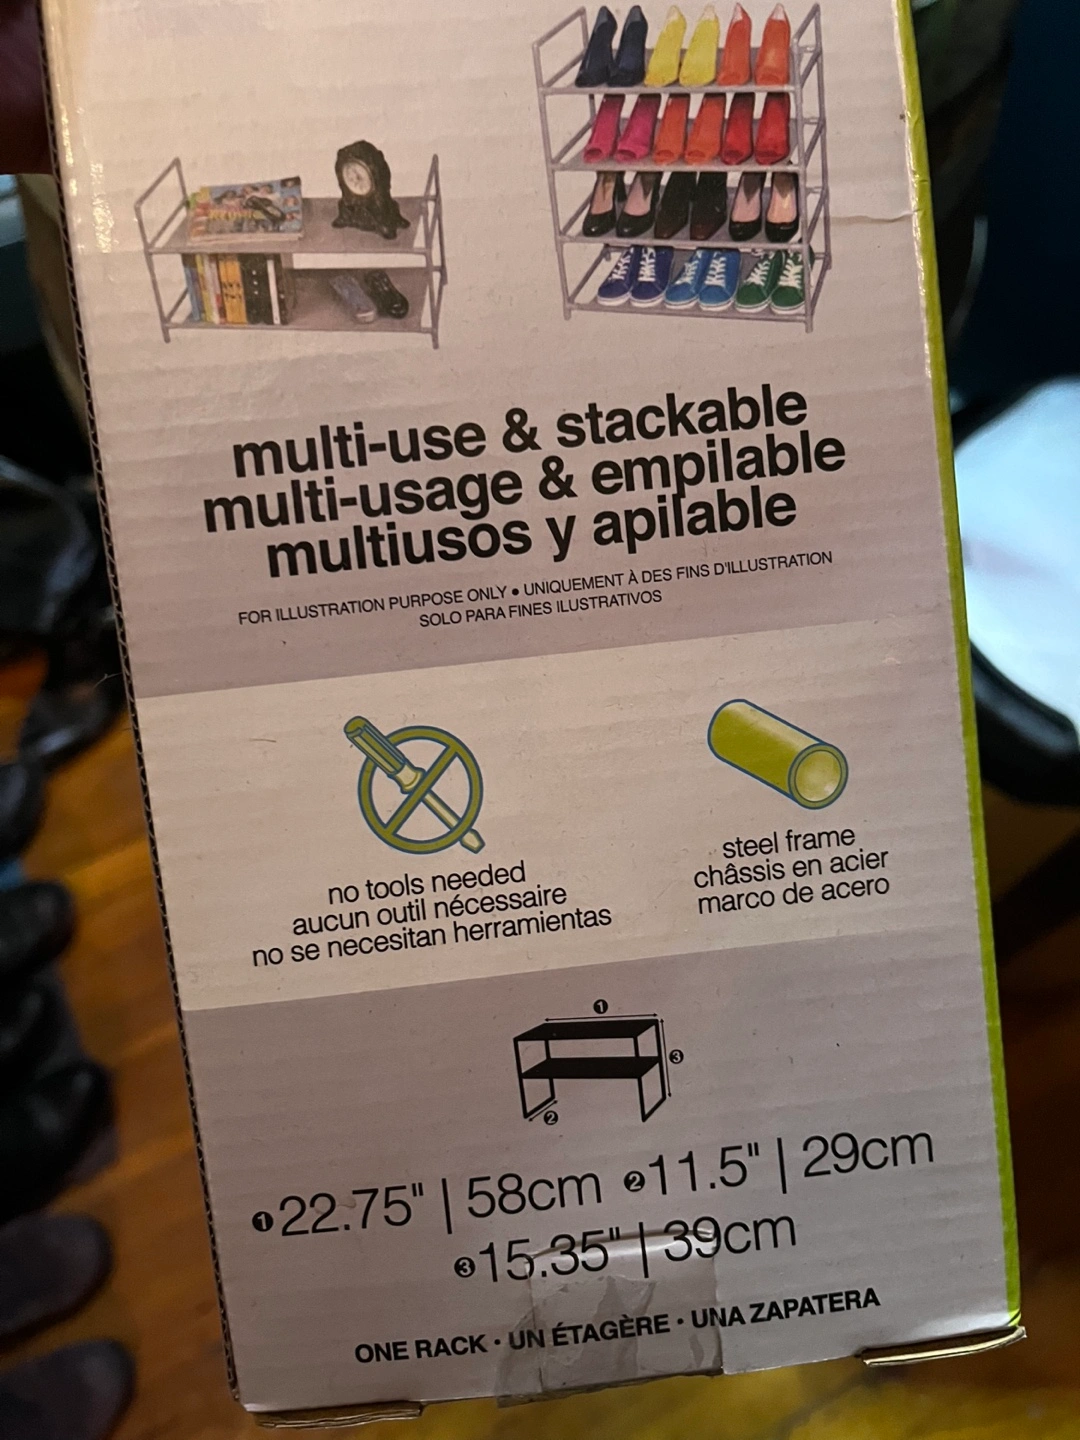 multi-use & stackable
multi-usage & empilable
multiusos y apilable
FOR ILLUSTRATION PURPOSE ONLY • UNIQUEMENT À DES FINS D'ILLUSTRATION
SOLO PARA FINES ILUSTRATIVOS
no tools needed
aucun outil nécessaire
no se necesitan herramientas
steel frame
châssis en acier
marco de acero
1
3
2
1 22.75" | 58cm 2 11.5" | 29cm
3 15.35" | 39cm
ONE RACK • UN ÉTAGÈRE • UNA ZAPATERA